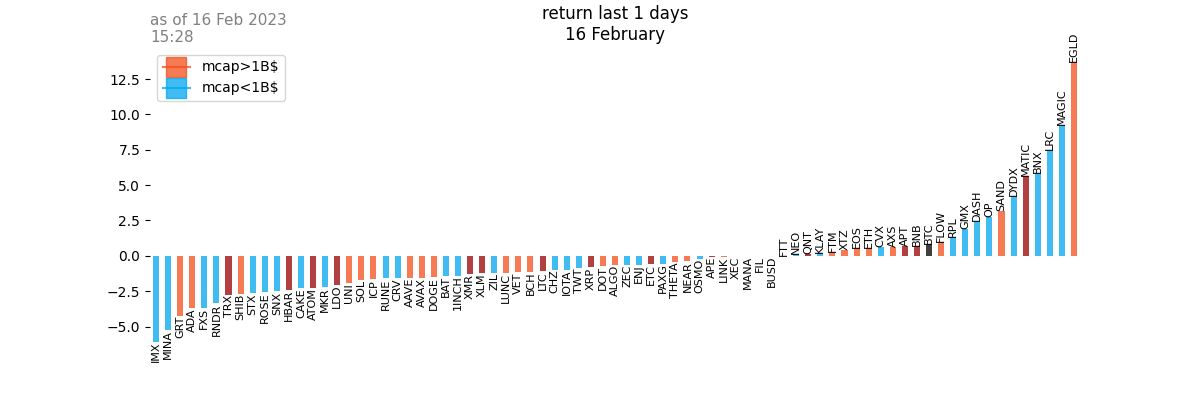 as of 16 Feb 2023
15:28
return last 1 days
16 February
mcap>1B$
mcap<1B$
12.5
10.0
7.5
5.0
2.5
0.0
−2.5
−5.0
IMX
MINA
GRT
ADA
FXS
RNDR
TRX
SHIB
STX
ROSE
SNX
HBAR
CAKE
ATOM
MKR
LDO
UNI
SOL
ICP
RUNE
CRV
AAVE
AVAX
DOGE
BAT
1INCH
XMR
XLM
ZIL
LUNC
VET
BCH
LTC
CHZ
IOTA
TWT
XRP
DOT
ALGO
ZEC
ENJ
ETC
PAXG
THETA
NEAR
OSMO
APE
LINK
XEC
MANA
FIL
BUSD
FTT
NEO
QNT
KLAY
FTM
XTZ
EOS
ETH
CVX
AXS
APT
BNB
BTC
FLOW
RPL
GMX
DASH
OP
SAND
DYDX
MATIC
BNX
LRC
MAGIC
EGLD